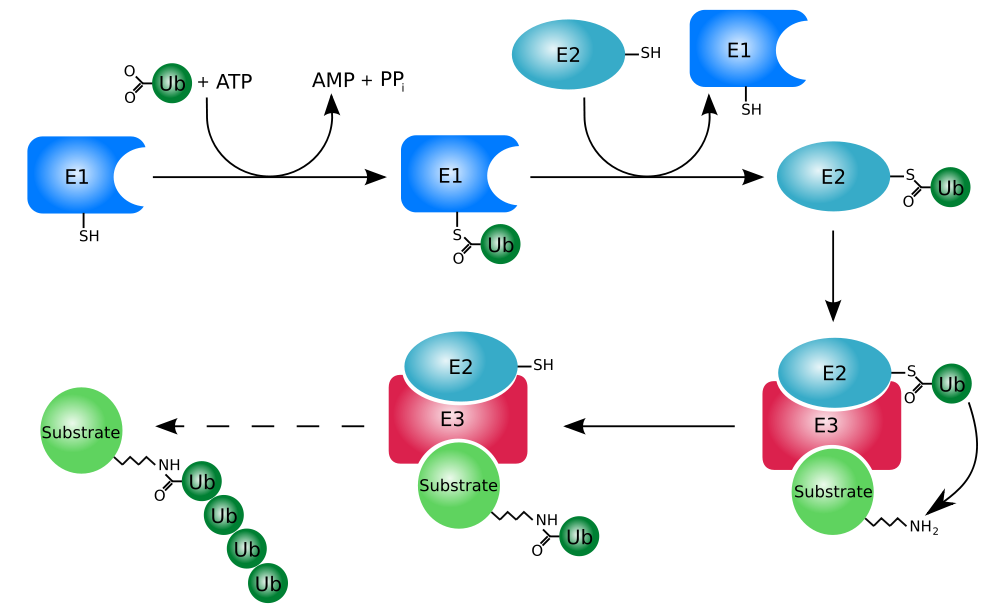 Ub + ATP
O
O
AMP + PPi
E1
SH
E1
S
O
Ub
E2
SH
E1
SH
E2
S
O
Ub
E2
S
O
Ub
E3
Substrate
NH2
E2
SH
E3
Substrate
NH
O
Ub
Substrate
NH
O
Ub
Ub
Ub
Ub